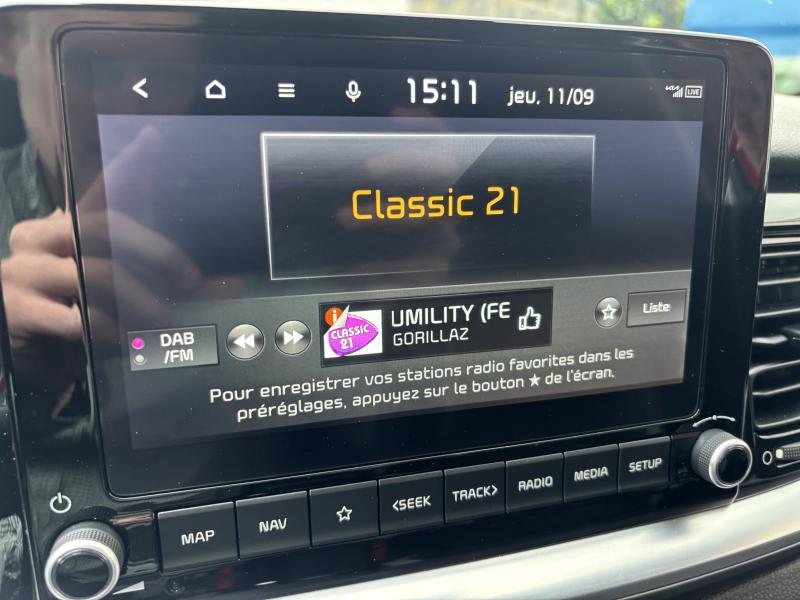 15:11 jeu. 11/09 KIA LIVE
Classic 21
DAB
/FM
i
CLASSIC
21
UMILITY (FE
GORILLAZ
Liste
Pour enregistrer vos stations radio favorites dans les
préréglages, appuyez sur le bouton ★ de l'écran.
MAP NAV <SEEK TRACK> RADIO MEDIA SETUP